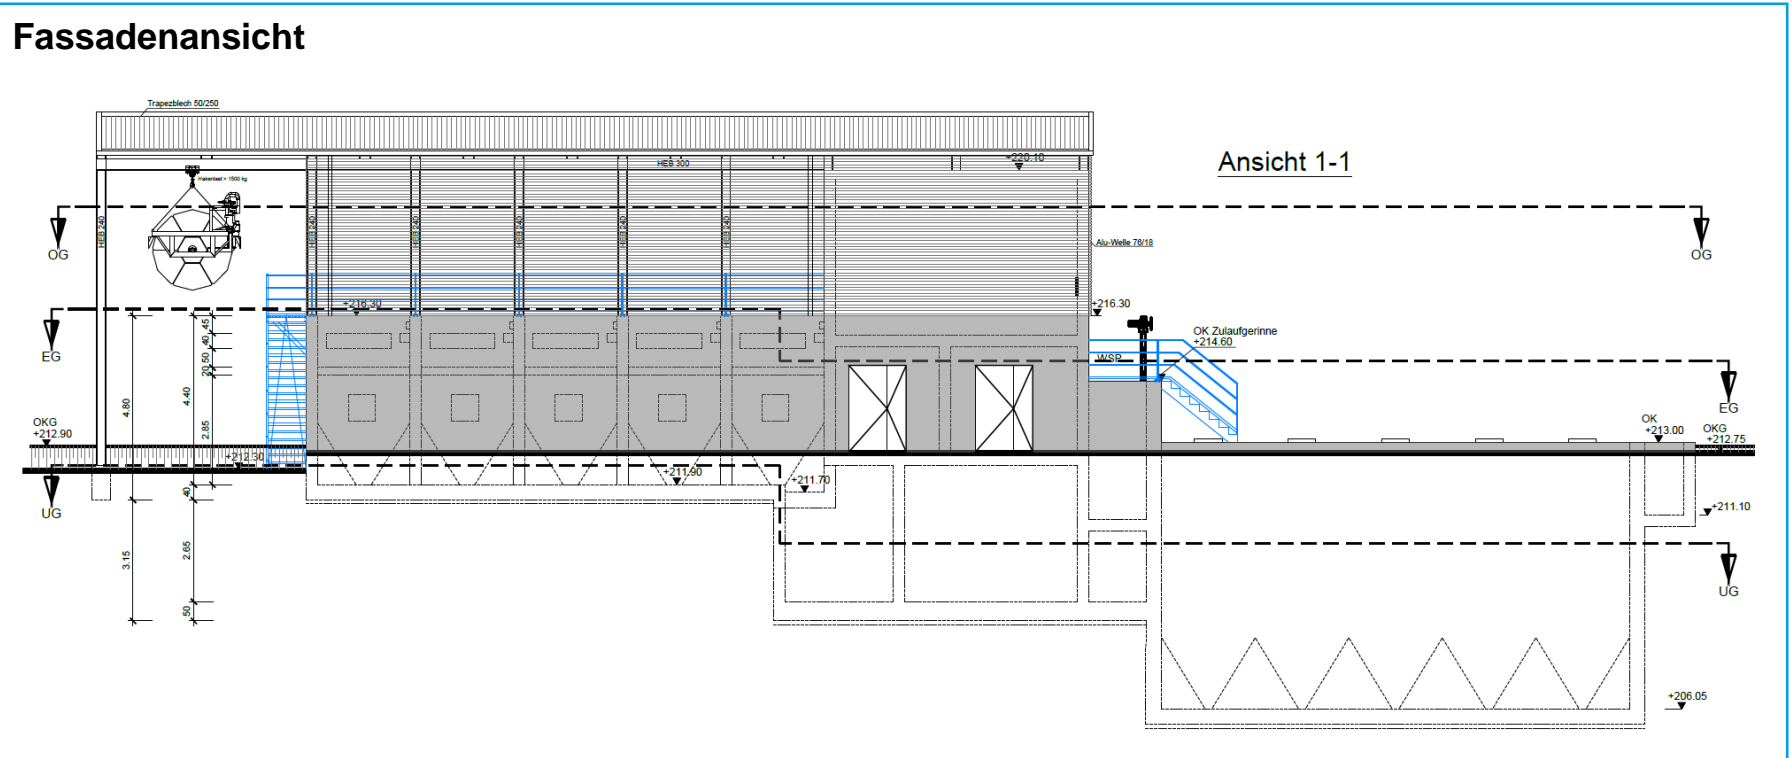 Fassadenansicht
Trapezblech 50/250
Ansicht 1-1
HEB 300
+220.10
Hakenlast > 1500 kg
HEB 240
HEB 240
HEB 240
HEB 240
HEB 240
HEB 240
OG
OG
Alu-Welle 76/18
+216.30
+216.30
OK Zulaufgerinne
+214.60
WSP
EG
EG
45
40
50
20
2.85
4.40
4.80
OKG
+212.90
OK
+213.00
OKG
+212.75
+212.30
+211.90
+211.70
+211.10
UG
UG
40
2.65
3.15
50
+206.05